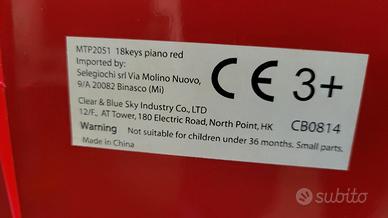 MTP2051 18keys piano red
Imported by:
Selegiochi srl Via Molino Nuovo,
9/A 20082 Binasco (Mi)
CE 3+
Clear & Blue Sky Industry Co., LTD
12/F., AT Tower, 180 Electric Road, North Point, HK CB0814
Warning Not suitable for children under 36 months. Small parts.
Made in China
subito